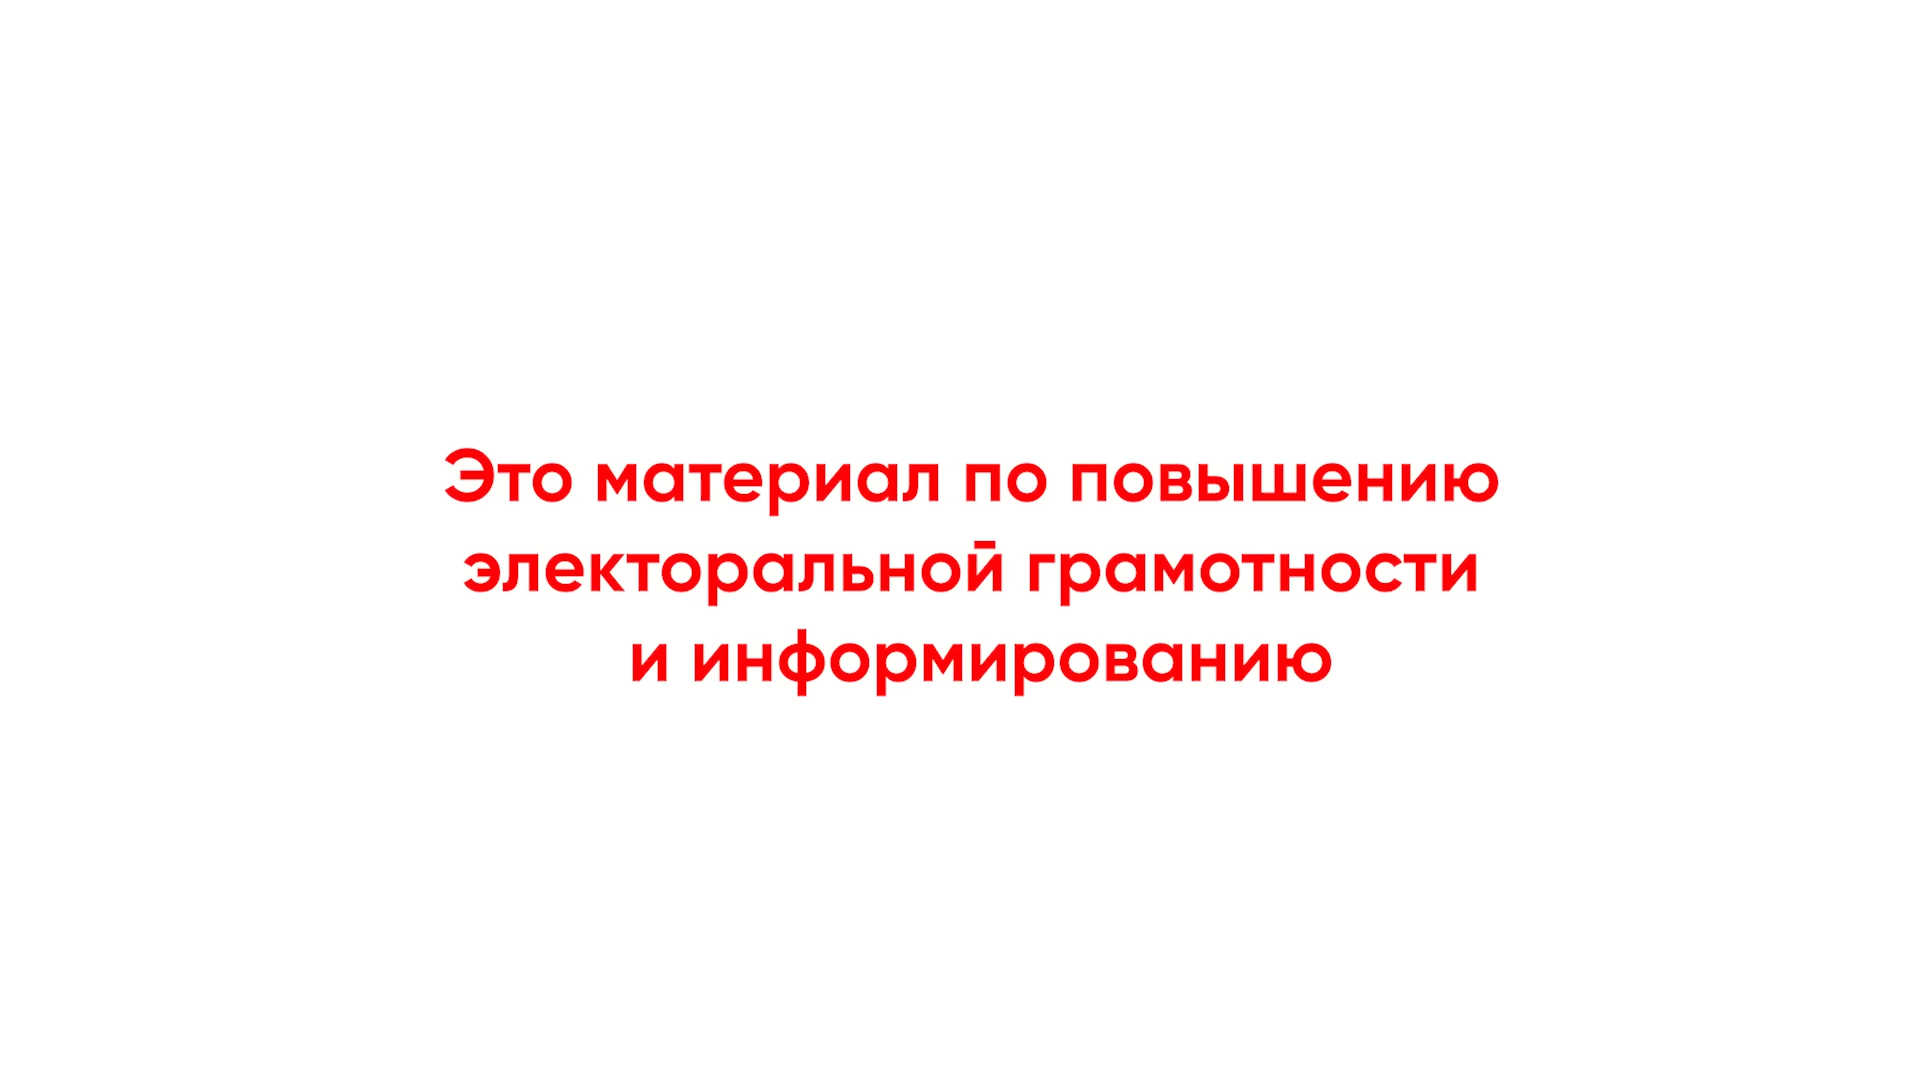 Это материал по повышению
электоральной грамотности
и информированию